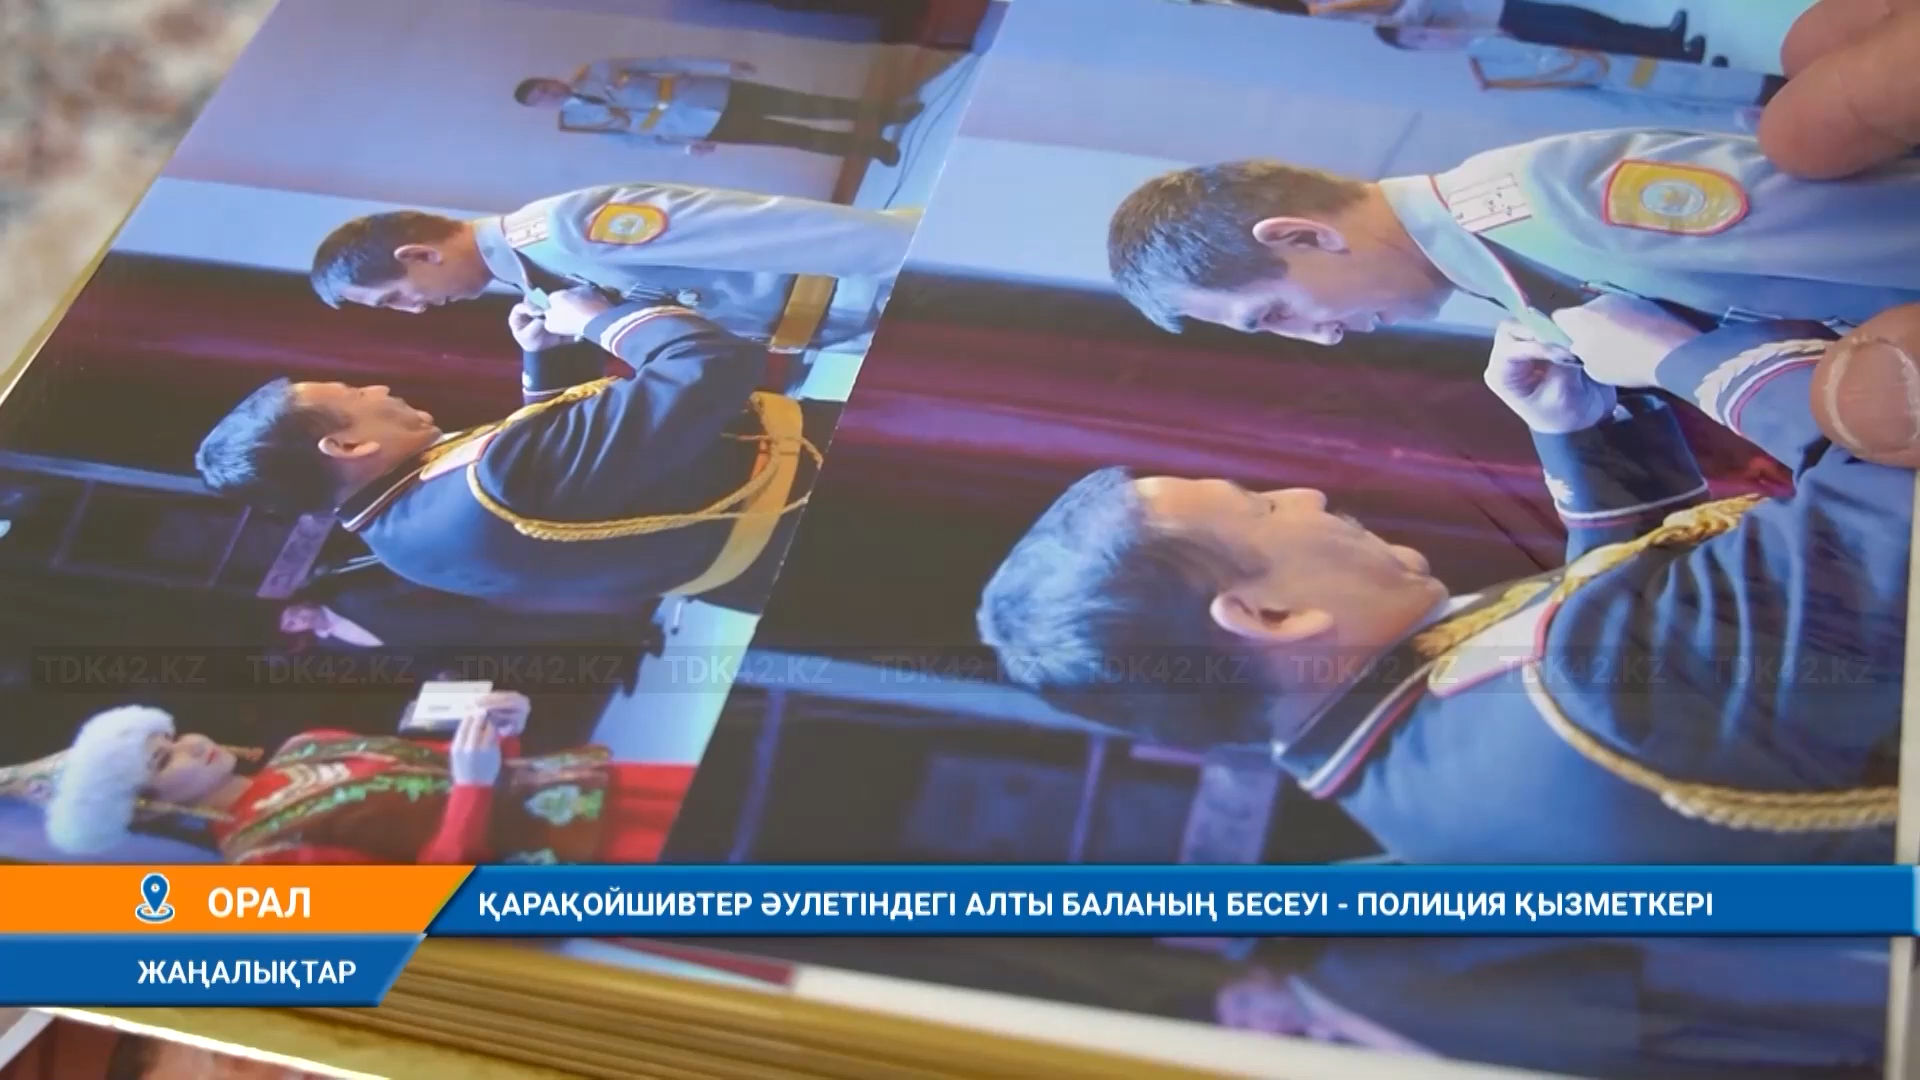 TDK42.KZ TDK42.KZ TDK42.KZ TDK42.KZ TDK42.KZ TDK42.KZ TDK42.KZ TDK42.KZ TDK42.KZ
ОРАЛ
ҚАРАҚОЙШИВТЕР ӘУЛЕТІНДЕГІ АЛТЫ БАЛАНЫҢ БЕСЕУІ - ПОЛИЦИЯ ҚЫЗМЕТКЕРІ
ЖАҢАЛЫҚТАР